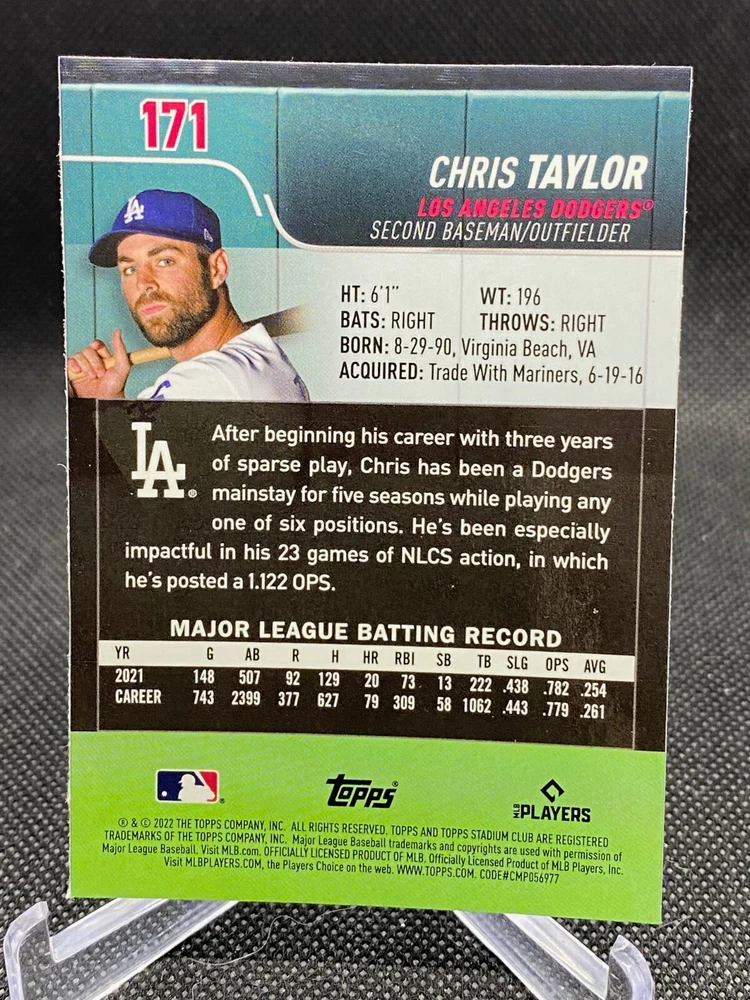 171
CHRIS TAYLOR
LOS ANGELES DODGERS®
SECOND BASEMAN/OUTFIELDER
LA
HT: 6'1" WT: 196
BATS: RIGHT THROWS: RIGHT
BORN: 8-29-90, Virginia Beach, VA
ACQUIRED: Trade With Mariners, 6-19-16
LA®
After beginning his career with three years
of sparse play, Chris has been a Dodgers
mainstay for five seasons while playing any
one of six positions. He's been especially
impactful in his 23 games of NLCS action, in which
he's posted a 1.122 OPS.
MAJOR LEAGUE BATTING RECORD
YR G AB R H HR RBI SB TB SLG OPS AVG
2021 148 507 92 129 20 73 13 222 .438 .782 .254
CAREER 743 2399 377 627 79 309 58 1062 .443 .779 .261
topps®
MLB PLAYERS
® & © 2022 THE TOPPS COMPANY, INC. ALL RIGHTS RESERVED. TOPPS AND TOPPS STADIUM CLUB ARE REGISTERED
TRADEMARKS OF THE TOPPS COMPANY, INC. Major League Baseball trademarks and copyrights are used with permission of
Major League Baseball. Visit MLB.com. OFFICIALLY LICENSED PRODUCT OF MLB. Officially Licensed Product of MLB Players, Inc.
Visit MLBPLAYERS.COM, the Players Choice on the web. WWW.TOPPS.COM. CODE#CMP056977